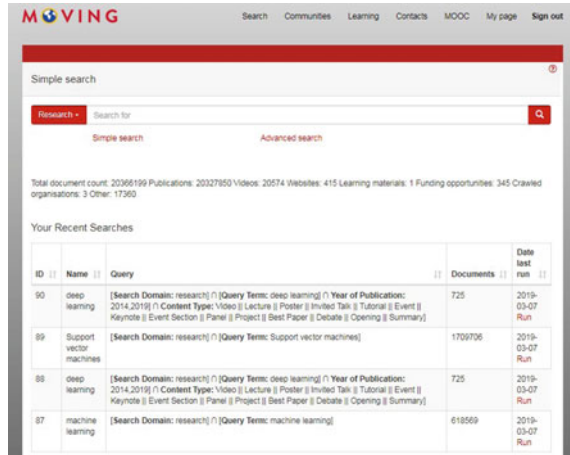 MOVING
Search Communities Learning Contacts MOOC My page Sign out
Simple search
Research Search for
Simple search Advanced search
Total document count: 20366199 Publications: 20327850 Videos: 20574 Websites: 415 Learning materials: 1 Funding opportunities: 345 Crawled
organisations: 3 Other: 17360
Your Recent Searches
ID Name Query Documents Date last run
90 deep learning [Search Domain: research] ∩ [Query Term: deep learning] ∩ Year of Publication:
2014,2019] ∩ Content Type: Video || Lecture || Poster || Invited Talk || Tutorial || Event ||
Keynote || Event Section || Panel || Project || Best Paper || Debate || Opening || Summary]
725 2019-03-07 Run
89 Support vector machines [Search Domain: research] ∩ [Query Term: Support vector machines]
1709706 2019-03-07 Run
88 deep learning [Search Domain: research] ∩ [Query Term: deep learning] ∩ Year of Publication:
2014,2019] ∩ Content Type: Video || Lecture || Poster || Invited Talk || Tutorial || Event ||
Keynote || Event Section || Panel || Project || Best Paper || Debate || Opening || Summary]
725 2019-03-07 Run
87 machine learning [Search Domain: research] ∩ [Query Term: machine learning]
618569 2019-03-07 Run